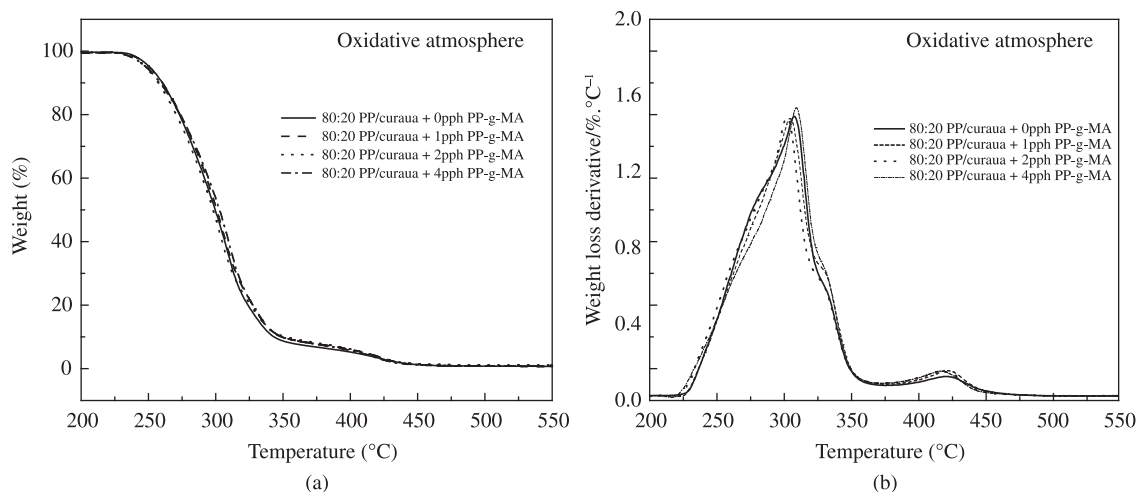 Oxidative atmosphere
100
80
60
40
20
0
Weight (%)
80:20 PP/curaua + 0pph PP-g-MA
80:20 PP/curaua + 1pph PP-g-MA
80:20 PP/curaua + 2pph PP-g-MA
80:20 PP/curaua + 4pph PP-g-MA
200 250 300 350 400 450 500 550
Temperature (°C)
(a)
Oxidative atmosphere
2.0
1.6
1.2
0.8
0.4
0.0
Weight loss derivative/%.°C⁻¹
80:20 PP/curaua + 0pph PP-g-MA
80:20 PP/curaua + 1pph PP-g-MA
80:20 PP/curaua + 2pph PP-g-MA
80:20 PP/curaua + 4pph PP-g-MA
200 250 300 350 400 450 500 550
Temperature (°C)
(b)